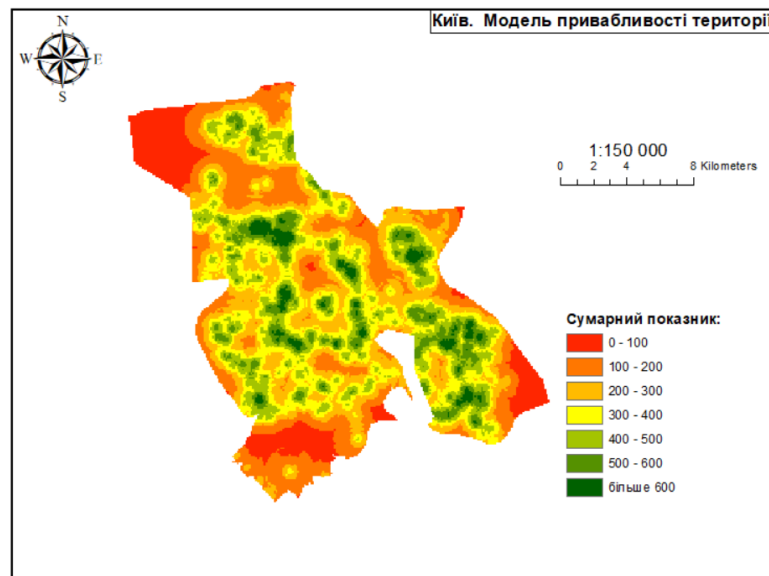 Київ. Модель привабливості територі
N
W E
S
1:150 000
0 2 4 8 Kilometers
Сумарний показник:
0 - 100
100 - 200
200 - 300
300 - 400
400 - 500
500 - 600
більше 600